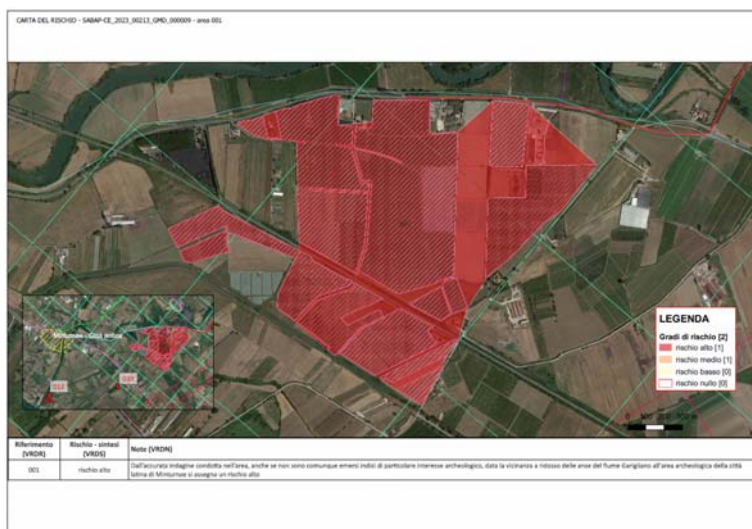 CARTA DEL RISCHIO - SABAP-CE_2023_00213_GMD_000009 - area 001
Minturnae - Città antica
LEGENDA
Gradi di rischio [2]
rischio alto [1]
rischio medio [1]
rischio basso [0]
rischio nullo [0]
0 100 200 300 m
Riferimento (VRDR)
Rischio - sintesi (VRDS)
Note (VRDN)
001
rischio alto
Dall'accurata indagine condotta nell'area, anche se non sono comunque emersi indizi di particolare interesse archeologico, data la vicinanza a ridosso delle anse del fiume Garigliano all'area archeologica della città
latina di Minturnae si assegna un rischio alto